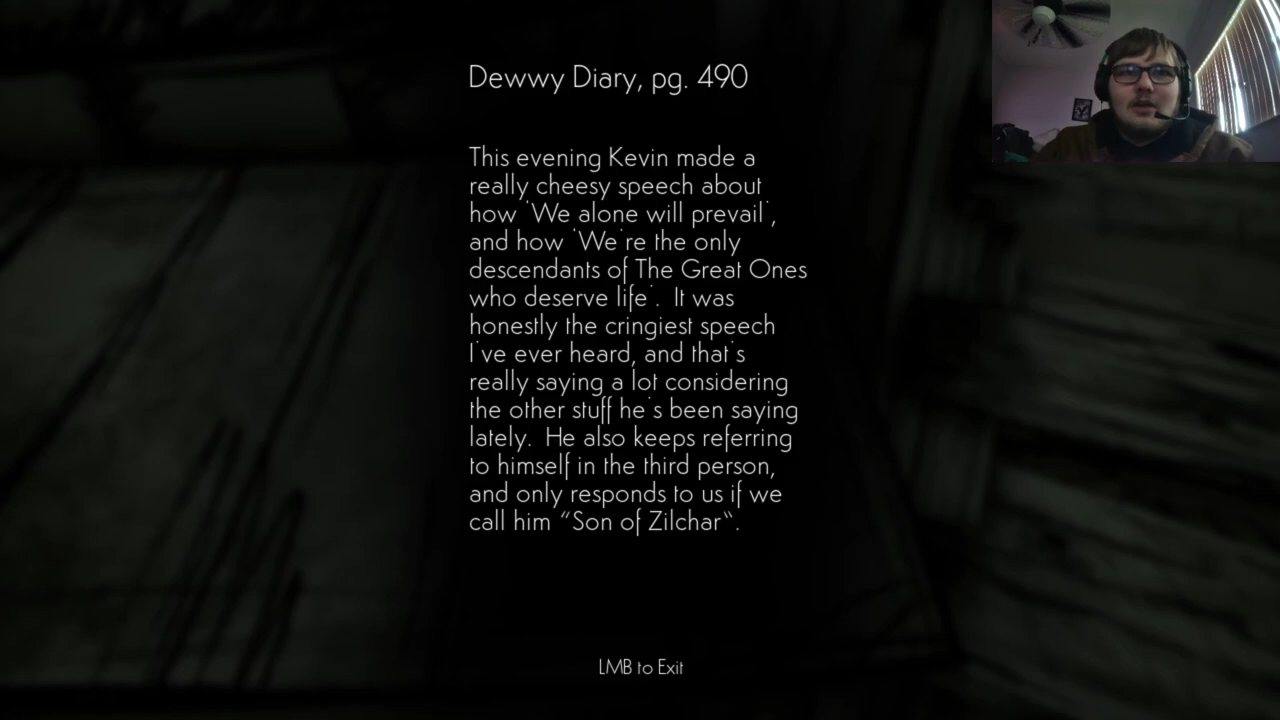 Dewwy Diary, pg. 490
This evening Kevin made a
really cheesy speech about
how 'We alone will prevail',
and how 'We're the only
descendants of The Great Ones
who deserve life'.  It was
honestly the cringiest speech
I've ever heard, and that's
really saying a lot considering
the other stuff he's been saying
lately.  He also keeps referring
to himself in the third person,
and only responds to us if we
call him “Son of Zilchar“.
LMB to Exit